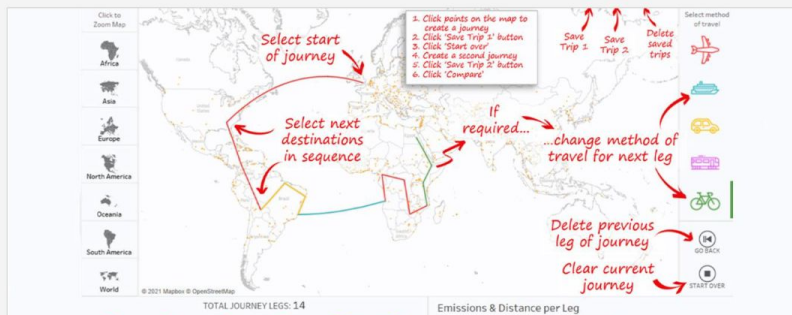 Click to
Zoom Map
Africa
Asia
Europe
North America
Oceania
South America
World
Select start
of journey
Select next
destinations
in sequence
1. Click points on the map to
create a journey
2. Click 'Save Trip 1' button
3. Click 'Start over'
4. Create a second journey
5. Click 'Save Trip 2' button
6. Click 'Compare'
If
required...
...change method of
travel for next leg
Save
Trip 1
Save
Trip 2
Delete
saved
trips
Select method
of travel
Delete previous
leg of journey
GO BACK
Clear current
journey
START OVER
© 2021 Mapbox © OpenStreetMap
TOTAL JOURNEY LEGS: 14
Emissions & Distance per Leg